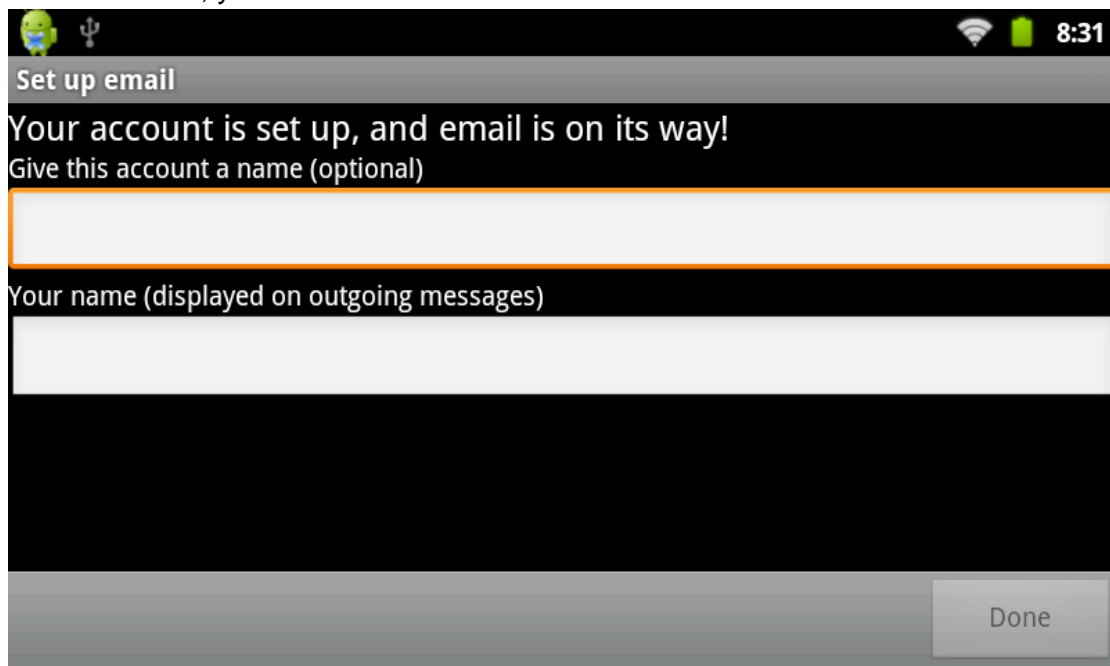 8:31
Set up email
Your account is set up, and email is on its way!
Give this account a name (optional)
Your name (displayed on outgoing messages)
Done